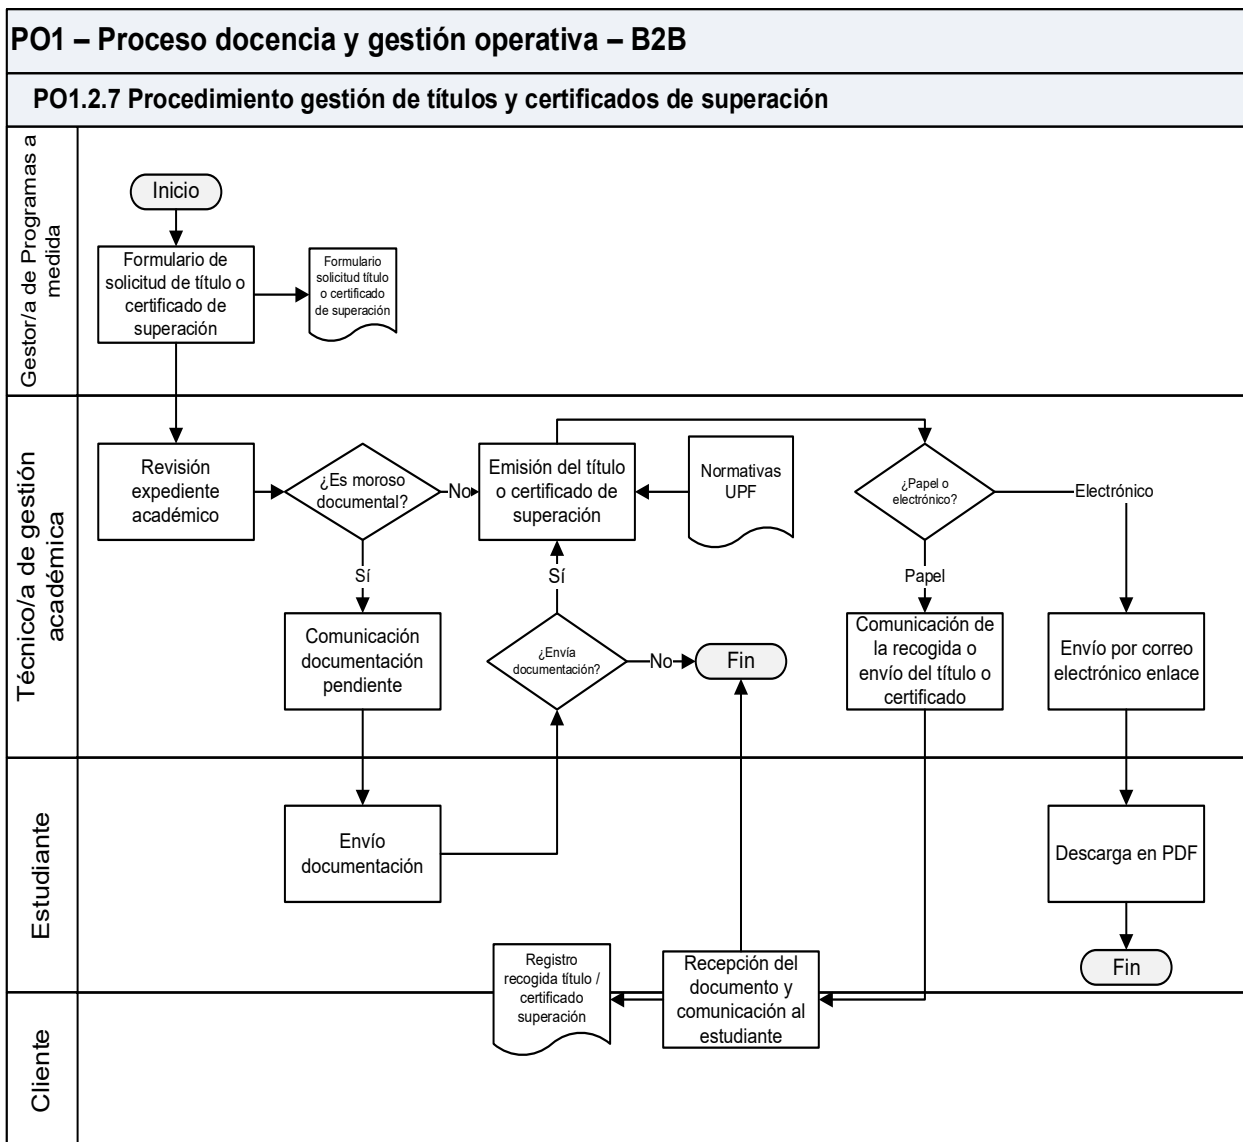 PO1 – Proceso docencia y gestión operativa – B2B
PO1.2.7 Procedimiento gestión de títulos y certificados de superación
Gestor/a de Programas a
medida
Inicio
Formulario de
solicitud de título o
certificado de
superación
Formulario
solicitud título
o certificado
de superación
Técnico/a de gestión
académica
Revisión
expediente
académico
¿Es moroso
documental?
No
Emisión del título
o certificado de
superación
Normativas
UPF
¿Papel o
electrónico?
Electrónico
Sí
Sí
Papel
Comunicación
documentación
pendiente
¿Envía
documentación?
No
Fin
Comunicación de
la recogida o
envío del título o
certificado
Envío por correo
electrónico enlace
Estudiante
Envío
documentación
Descarga en PDF
Fin
Registro
recogida título /
certificado
superación
Recepción del
documento y
comunicación al
estudiante
Cliente